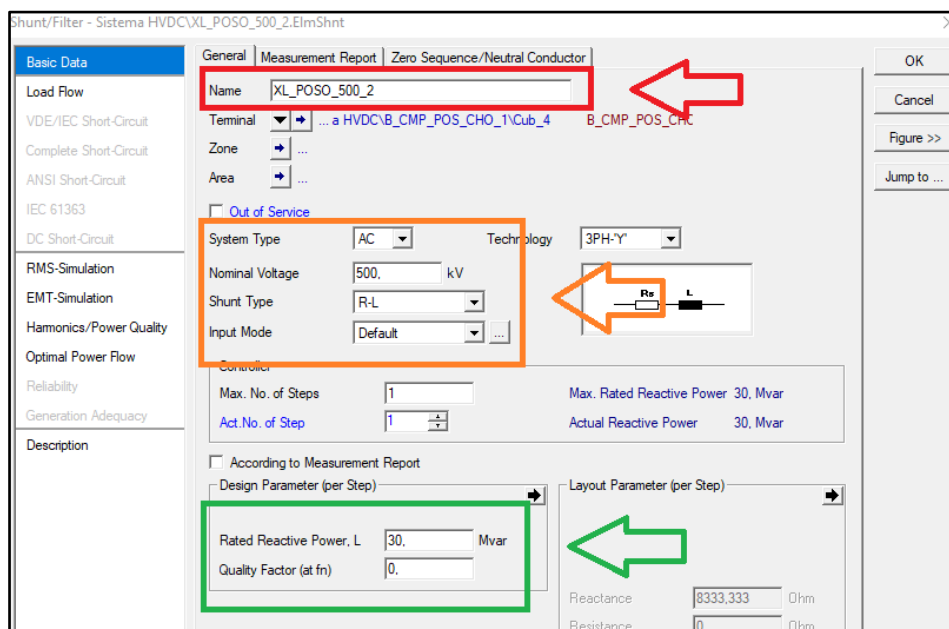 Shunt/Filter - Sistema HVDC\XL_POSO_500_2.ElmShnt
Basic Data
Load Flow
VDE/IEC Short-Circuit
Complete Short-Circuit
ANSI Short-Circuit
IEC 61363
DC Short-Circuit
RMS-Simulation
EMT-Simulation
Harmonics/Power Quality
Optimal Power Flow
Reliability
Generation Adequacy
Description
General Measurement Report Zero Sequence/Neutral Conductor
Name XL_POSO_500_2
Terminal ... a HVDC\B_CMP_POS_CHO_1\Cub_4 B_CMP_POS_CHO
Zone ...
Area ...
Out of Service
System Type AC Technology 3PH-'Y'
Nominal Voltage 500, kV
Shunt Type R-L
Input Mode Default ...
Rs L
Controller
Max. No. of Steps 1 Max. Rated Reactive Power 30, Mvar
Act.No. of Step 1 Actual Reactive Power 30, Mvar
According to Measurement Report
Design Parameter (per Step)
Rated Reactive Power, L 30, Mvar
Quality Factor (at fn) 0,
Layout Parameter (per Step)
Reactance 8333,333 Ohm
Resistance 0 Ohm
OK
Cancel
Figure >>
Jump to ...